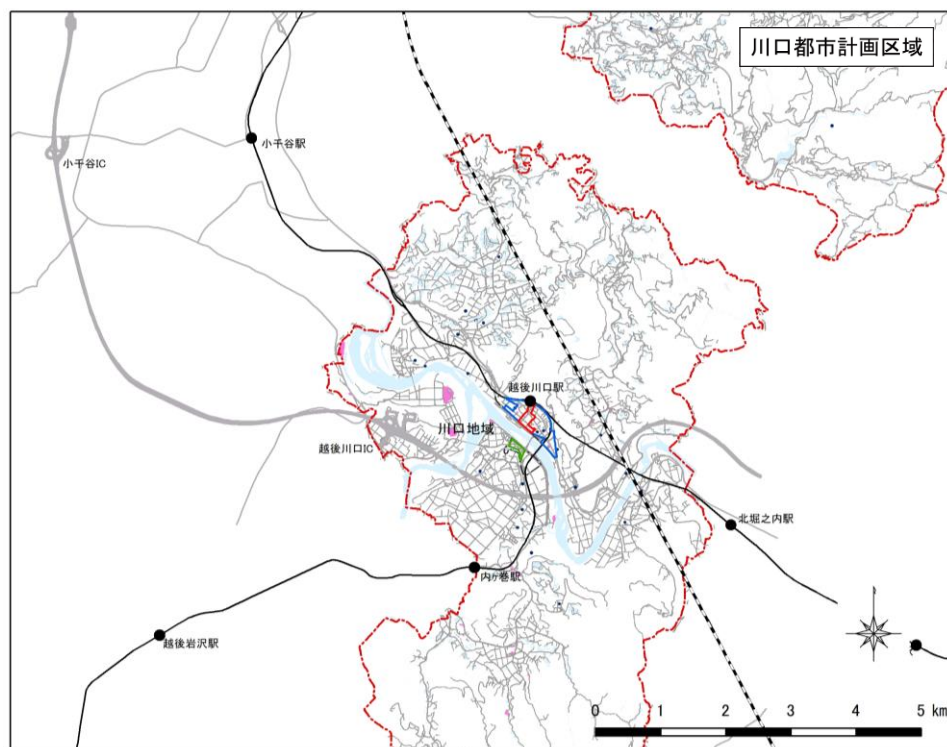 川口都市計画区域
小千谷駅
小千谷IC
越後川口駅
川口地域
越後川口IC
北堀之内駅
内ヶ巻駅
越後岩沢駅
0 1 2 3 4 5 km